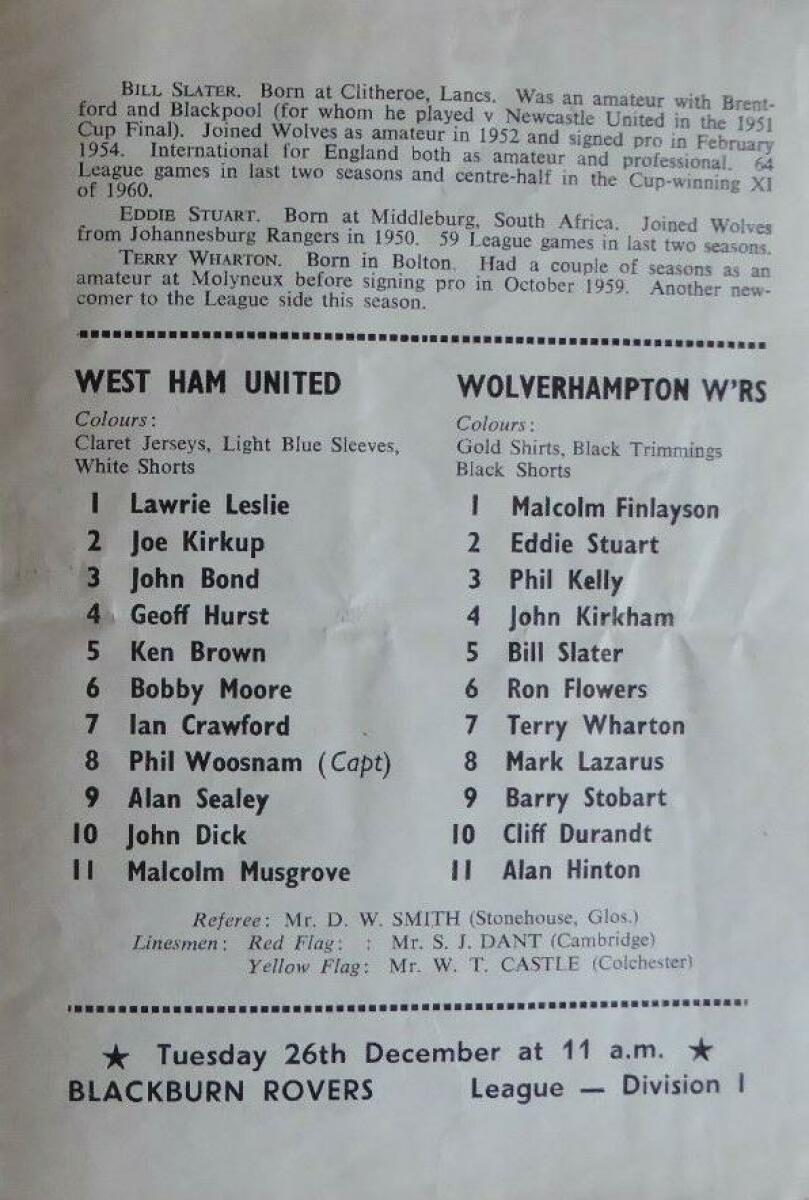 BILL SLATER. Born at Clitheroe, Lancs. Was an amateur with Brent-
ford and Blackpool (for whom he played v Newcastle United in the 1951
Cup Final). Joined Wolves as amateur in 1952 and signed pro in February
1954. International for England both as amateur and professional. 64
League games in last two seasons and centre-half in the Cup-winning XI
of 1960.
EDDIE STUART. Born at Middleburg, South Africa. Joined Wolves
from Johannesburg Rangers in 1950. 59 League games in last two seasons.
TERRY WHARTON. Born in Bolton. Had a couple of seasons as an
amateur at Molyneux before signing pro in October 1959. Another new-
comer to the League side this season.
WEST HAM UNITED
Colours:
Claret Jerseys, Light Blue Sleeves,
White Shorts
1 Lawrie Leslie
2 Joe Kirkup
3 John Bond
4 Geoff Hurst
5 Ken Brown
6 Bobby Moore
7 Ian Crawford
8 Phil Woosnam (Capt)
9 Alan Sealey
10 John Dick
11 Malcolm Musgrove
WOLVERHAMPTON W'RS
Colours:
Gold Shirts, Black Trimmings
Black Shorts
1 Malcolm Finlayson
2 Eddie Stuart
3 Phil Kelly
4 John Kirkham
5 Bill Slater
6 Ron Flowers
7 Terry Wharton
8 Mark Lazarus
9 Barry Stobart
10 Cliff Durandt
11 Alan Hinton
Referee: Mr. D. W. SMITH (Stonehouse, Glos.)
Linesmen: Red Flag: : Mr. S. J. DANT (Cambridge)
Yellow Flag: Mr. W. T. CASTLE (Colchester)
★ Tuesday 26th December at 11 a.m. ★
BLACKBURN ROVERS League — Division I